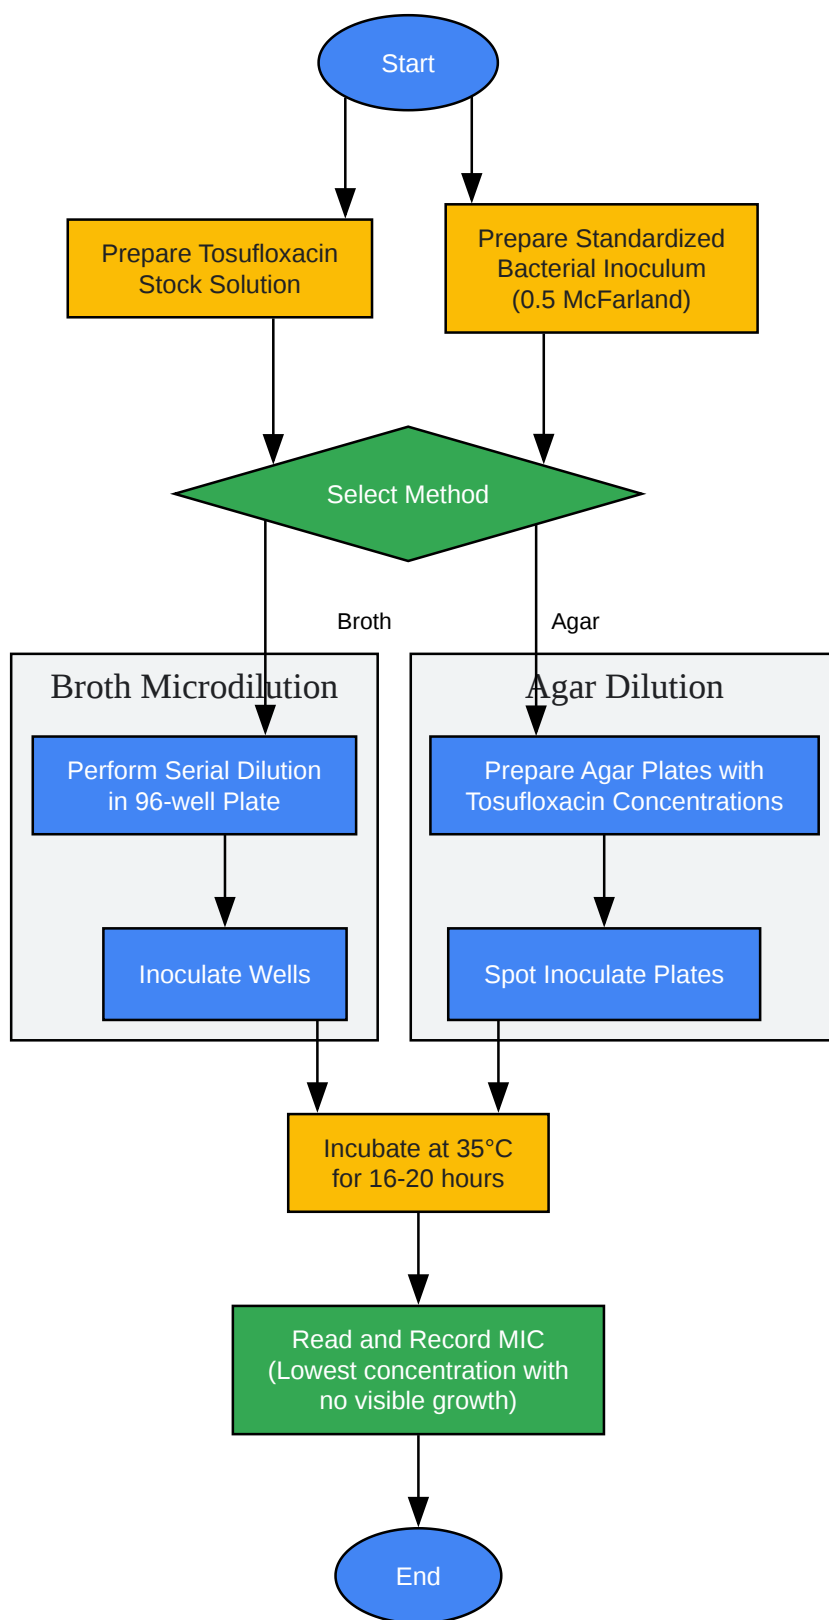 Start
Prepare Tosufloxacin
Stock Solution
Prepare Standardized
Bacterial Inoculum
(0.5 McFarland)
Select Method
Broth
Agar
Broth Microdilution
Perform Serial Dilution
in 96-well Plate
Inoculate Wells
Agar Dilution
Prepare Agar Plates with
Tosufloxacin Concentrations
Spot Inoculate Plates
Incubate at 35°C
for 16-20 hours
Read and Record MIC
(Lowest concentration with
no visible growth)
End